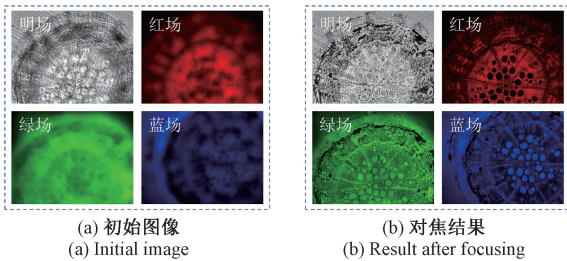 明场 红场
绿场 蓝场
(a) 初始图像
(a) Initial image
明场 红场
绿场 蓝场
(b) 对焦结果
(b) Result after focusing